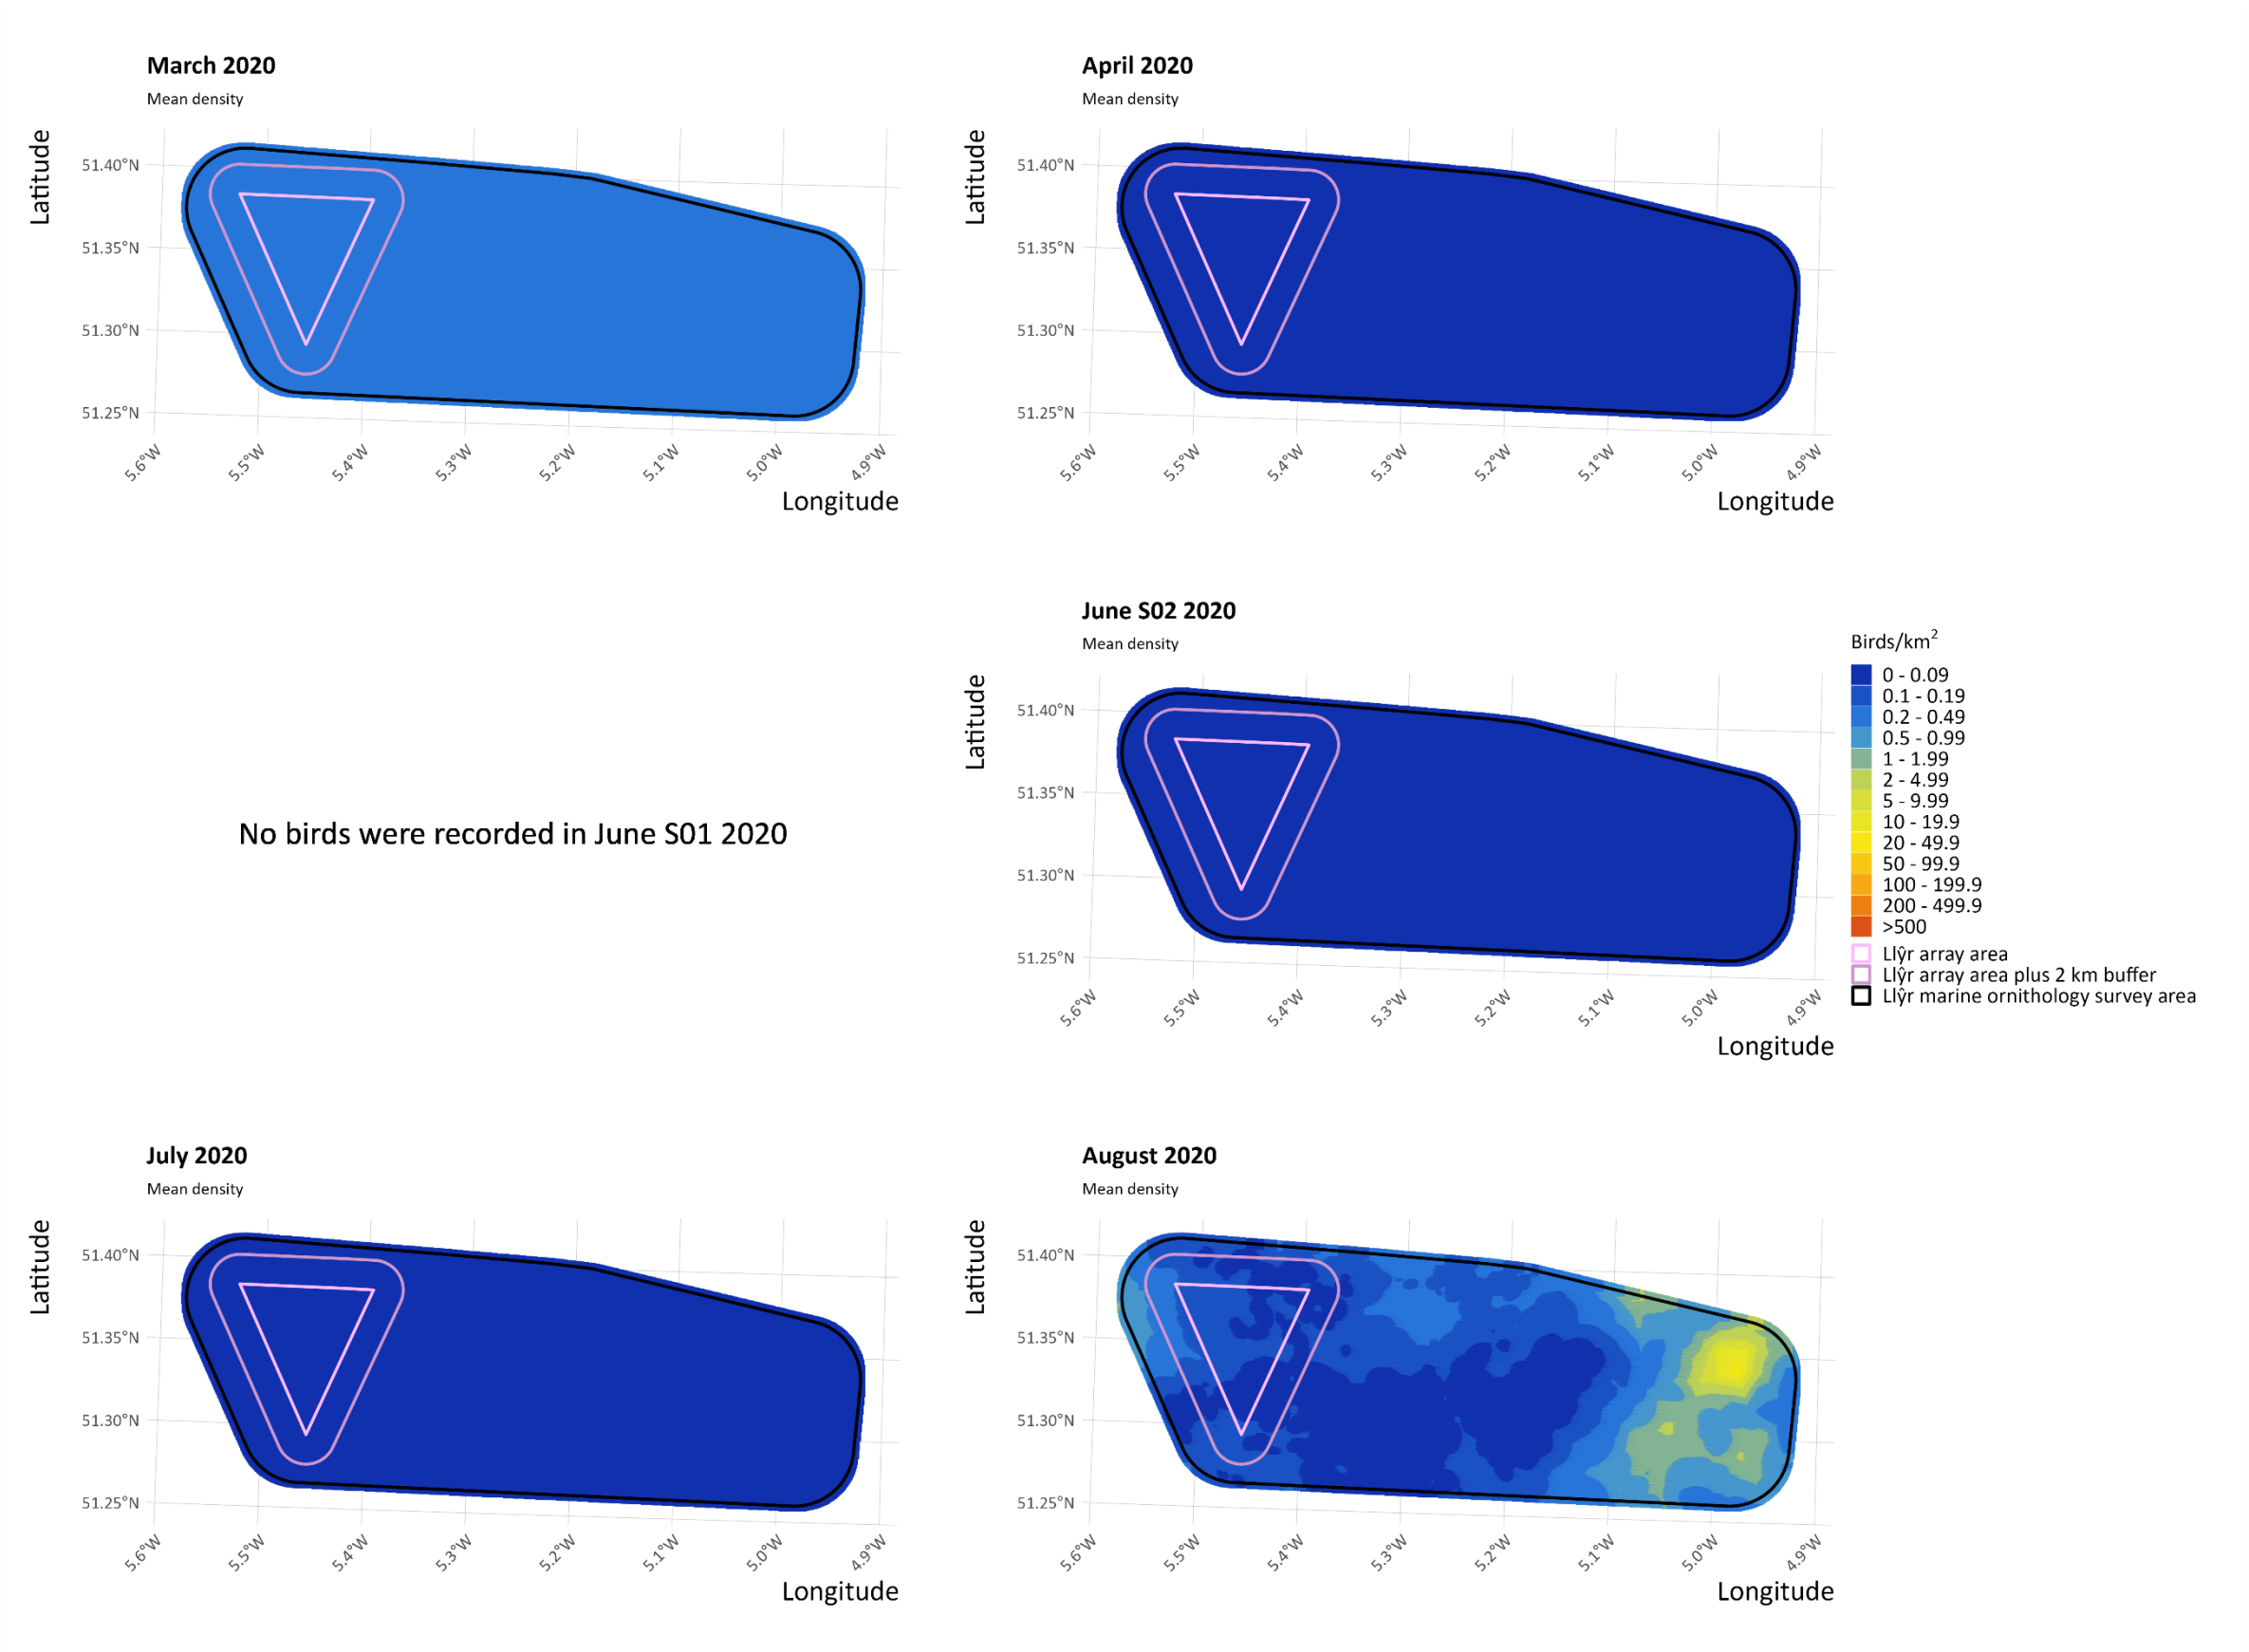 March 2020
Mean density
Latitude
51.40°N
51.35°N
51.30°N
51.25°N
5.6°W
5.5°W
5.4°W
5.3°W
5.2°W
5.1°W
5.0°W
4.9°W
Longitude
April 2020
Mean density
Latitude
51.40°N
51.35°N
51.30°N
51.25°N
5.6°W
5.5°W
5.4°W
5.3°W
5.2°W
5.1°W
5.0°W
4.9°W
Longitude
No birds were recorded in June S01 2020
June S02 2020
Mean density
Latitude
51.40°N
51.35°N
51.30°N
51.25°N
5.6°W
5.5°W
5.4°W
5.3°W
5.2°W
5.1°W
5.0°W
4.9°W
Longitude
Birds/km²
0 - 0.09
0.1 - 0.19
0.2 - 0.49
0.5 - 0.99
1 - 1.99
2 - 4.99
5 - 9.99
10 - 19.9
20 - 49.9
50 - 99.9
100 - 199.9
200 - 499.9
>500
Llŷr array area
Llŷr array area plus 2 km buffer
Llŷr marine ornithology survey area
July 2020
Mean density
Latitude
51.40°N
51.35°N
51.30°N
51.25°N
5.6°W
5.5°W
5.4°W
5.3°W
5.2°W
5.1°W
5.0°W
4.9°W
Longitude
August 2020
Mean density
Latitude
51.40°N
51.35°N
51.30°N
51.25°N
5.6°W
5.5°W
5.4°W
5.3°W
5.2°W
5.1°W
5.0°W
4.9°W
Longitude